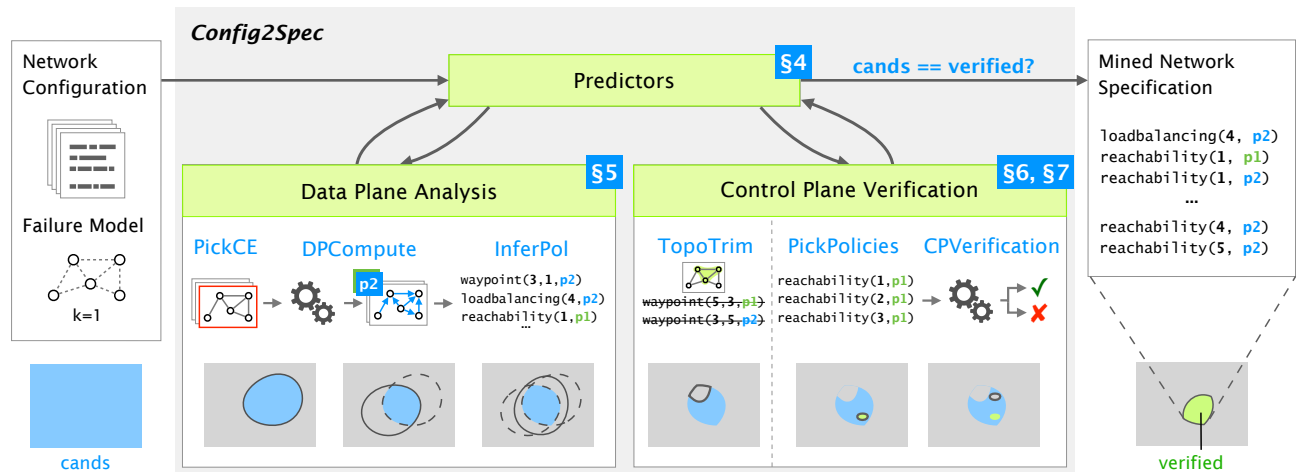 Config2Spec
Network
Configuration
Failure Model
k=1
cands
Predictors
§4
cands == verified?
Data Plane Analysis
§5
PickCE
DPCompute
InferPol
p2
waypoint(3,1,p2)
loadbalancing(4,p2)
reachability(1,p1)
...
Control Plane Verification
§6, §7
TopoTrim
PickPolicies
CPVerification
waypoint(5,3,p1)
waypoint(3,5,p2)
reachability(1,p1)
reachability(2,p1)
reachability(3,p1)
Mined Network
Specification
loadbalancing(4, p2)
reachability(1, p1)
reachability(1, p2)
...
reachability(4, p2)
reachability(5, p2)
verified